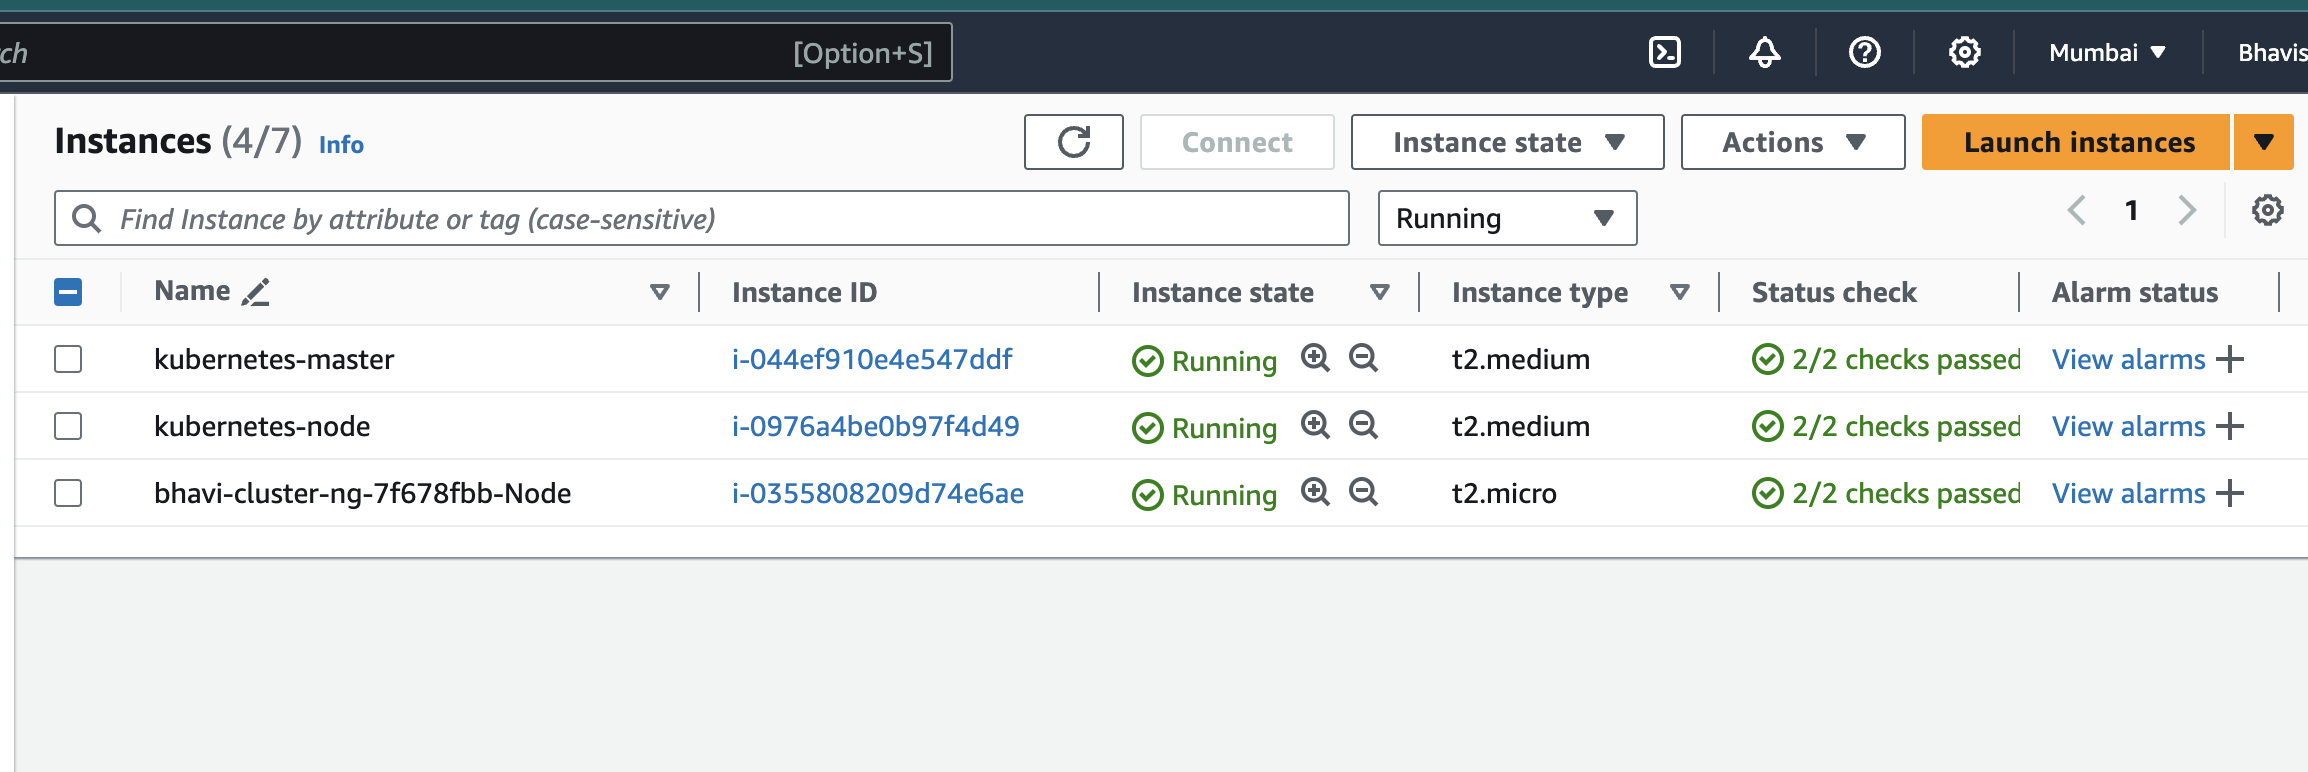 [Option+S] Mumbai
Instances (4/7) Info Connect Instance state Actions Launch instances
Find Instance by attribute or tag (case-sensitive) Running 1
Name Instance ID Instance state Instance type Status check Alarm status
kubernetes-master i-044ef910e4e547ddf Running t2.medium 2/2 checks passed View alarms
kubernetes-node i-0976a4be0b97f4d49 Running t2.medium 2/2 checks passed View alarms
bhavi-cluster-ng-7f678fbb-Node i-0355808209d74e6ae Running t2.micro 2/2 checks passed View alarms